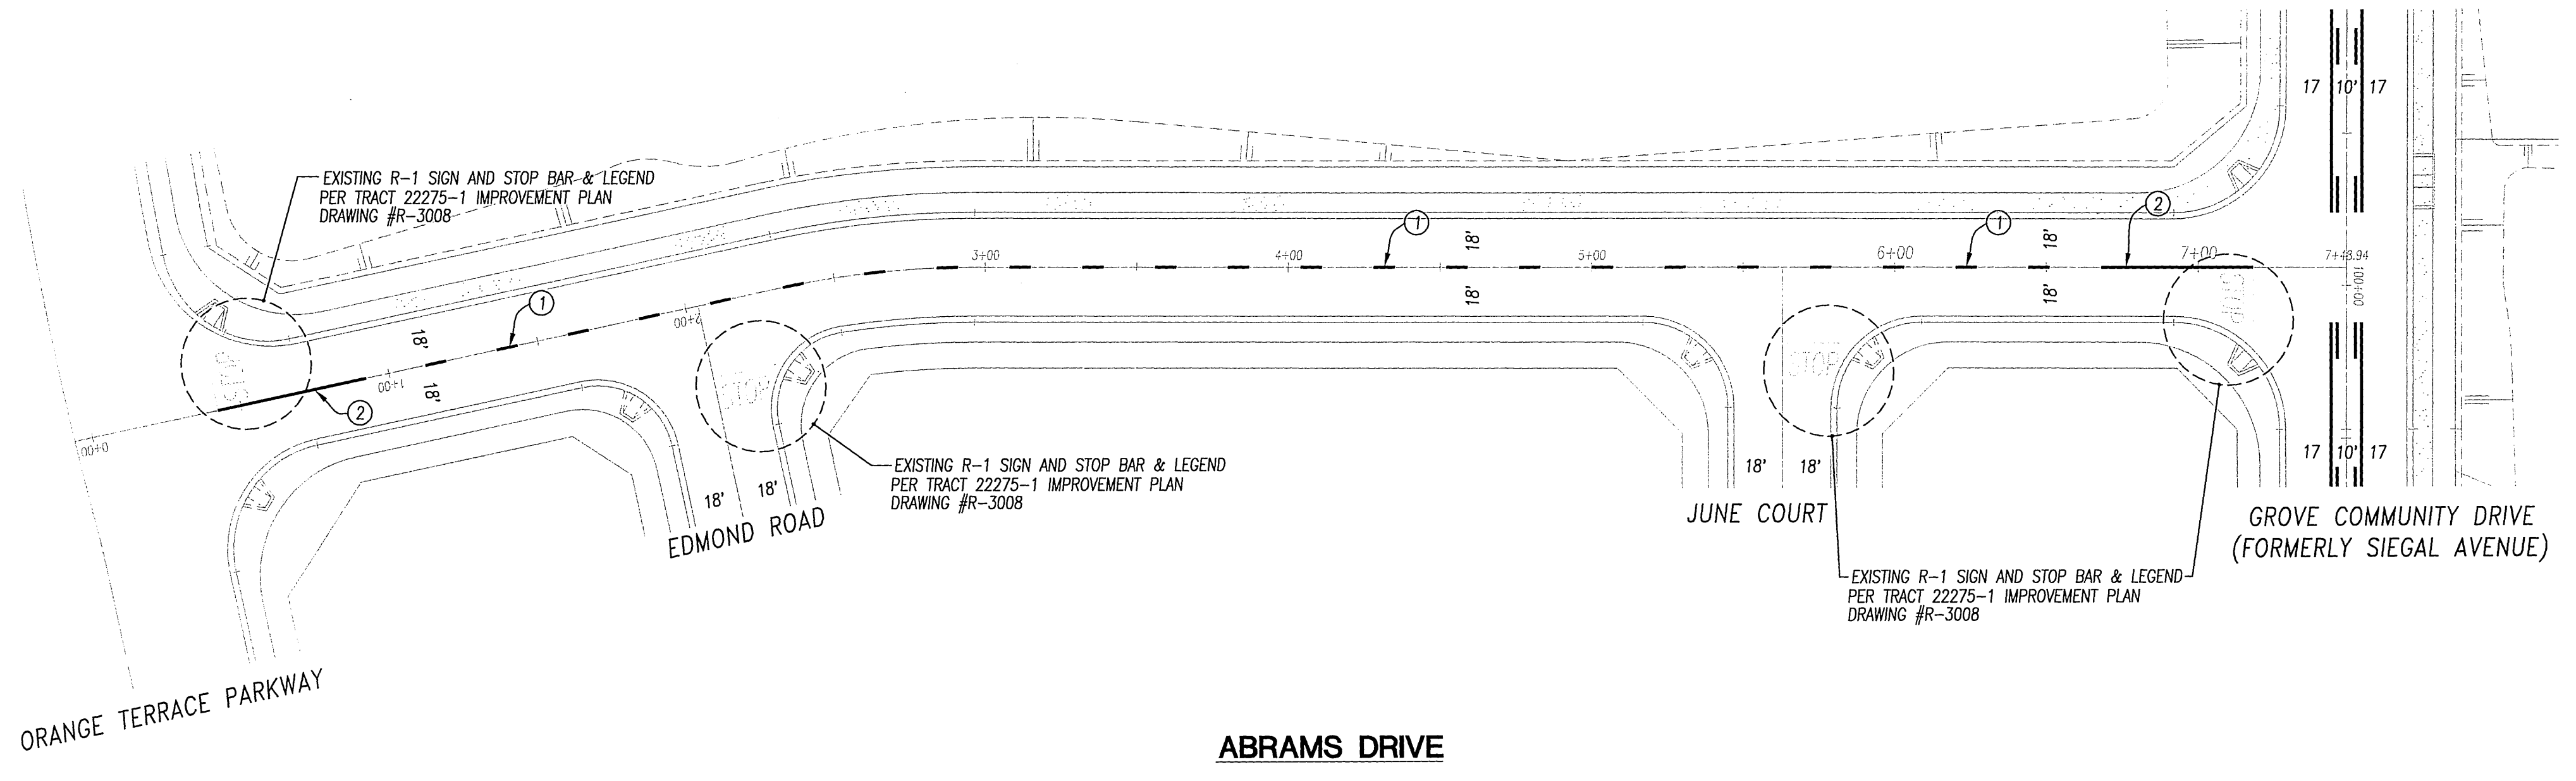 EXISTING R-1 SIGN AND STOP BAR & LEGEND
PER TRACT 22275-1 IMPROVEMENT PLAN
DRAWING #R-3008
17 10' 17
1
1
1
2
2
18'
18'
18'
18'
18'
18'
0+00
1+00
2+00
3+00
4+00
5+00
6+00
7+00
7+43.94
100+00
STOP
STOP
STOP
STOP
EXISTING R-1 SIGN AND STOP BAR & LEGEND
PER TRACT 22275-1 IMPROVEMENT PLAN
DRAWING #R-3008
18' 18'
EDMOND ROAD
18' 18'
JUNE COURT
17 10' 17
GROVE COMMUNITY DRIVE
(FORMERLY SIEGAL AVENUE)
EXISTING R-1 SIGN AND STOP BAR & LEGEND
PER TRACT 22275-1 IMPROVEMENT PLAN
DRAWING #R-3008
ORANGE TERRACE PARKWAY
ABRAMS DRIVE